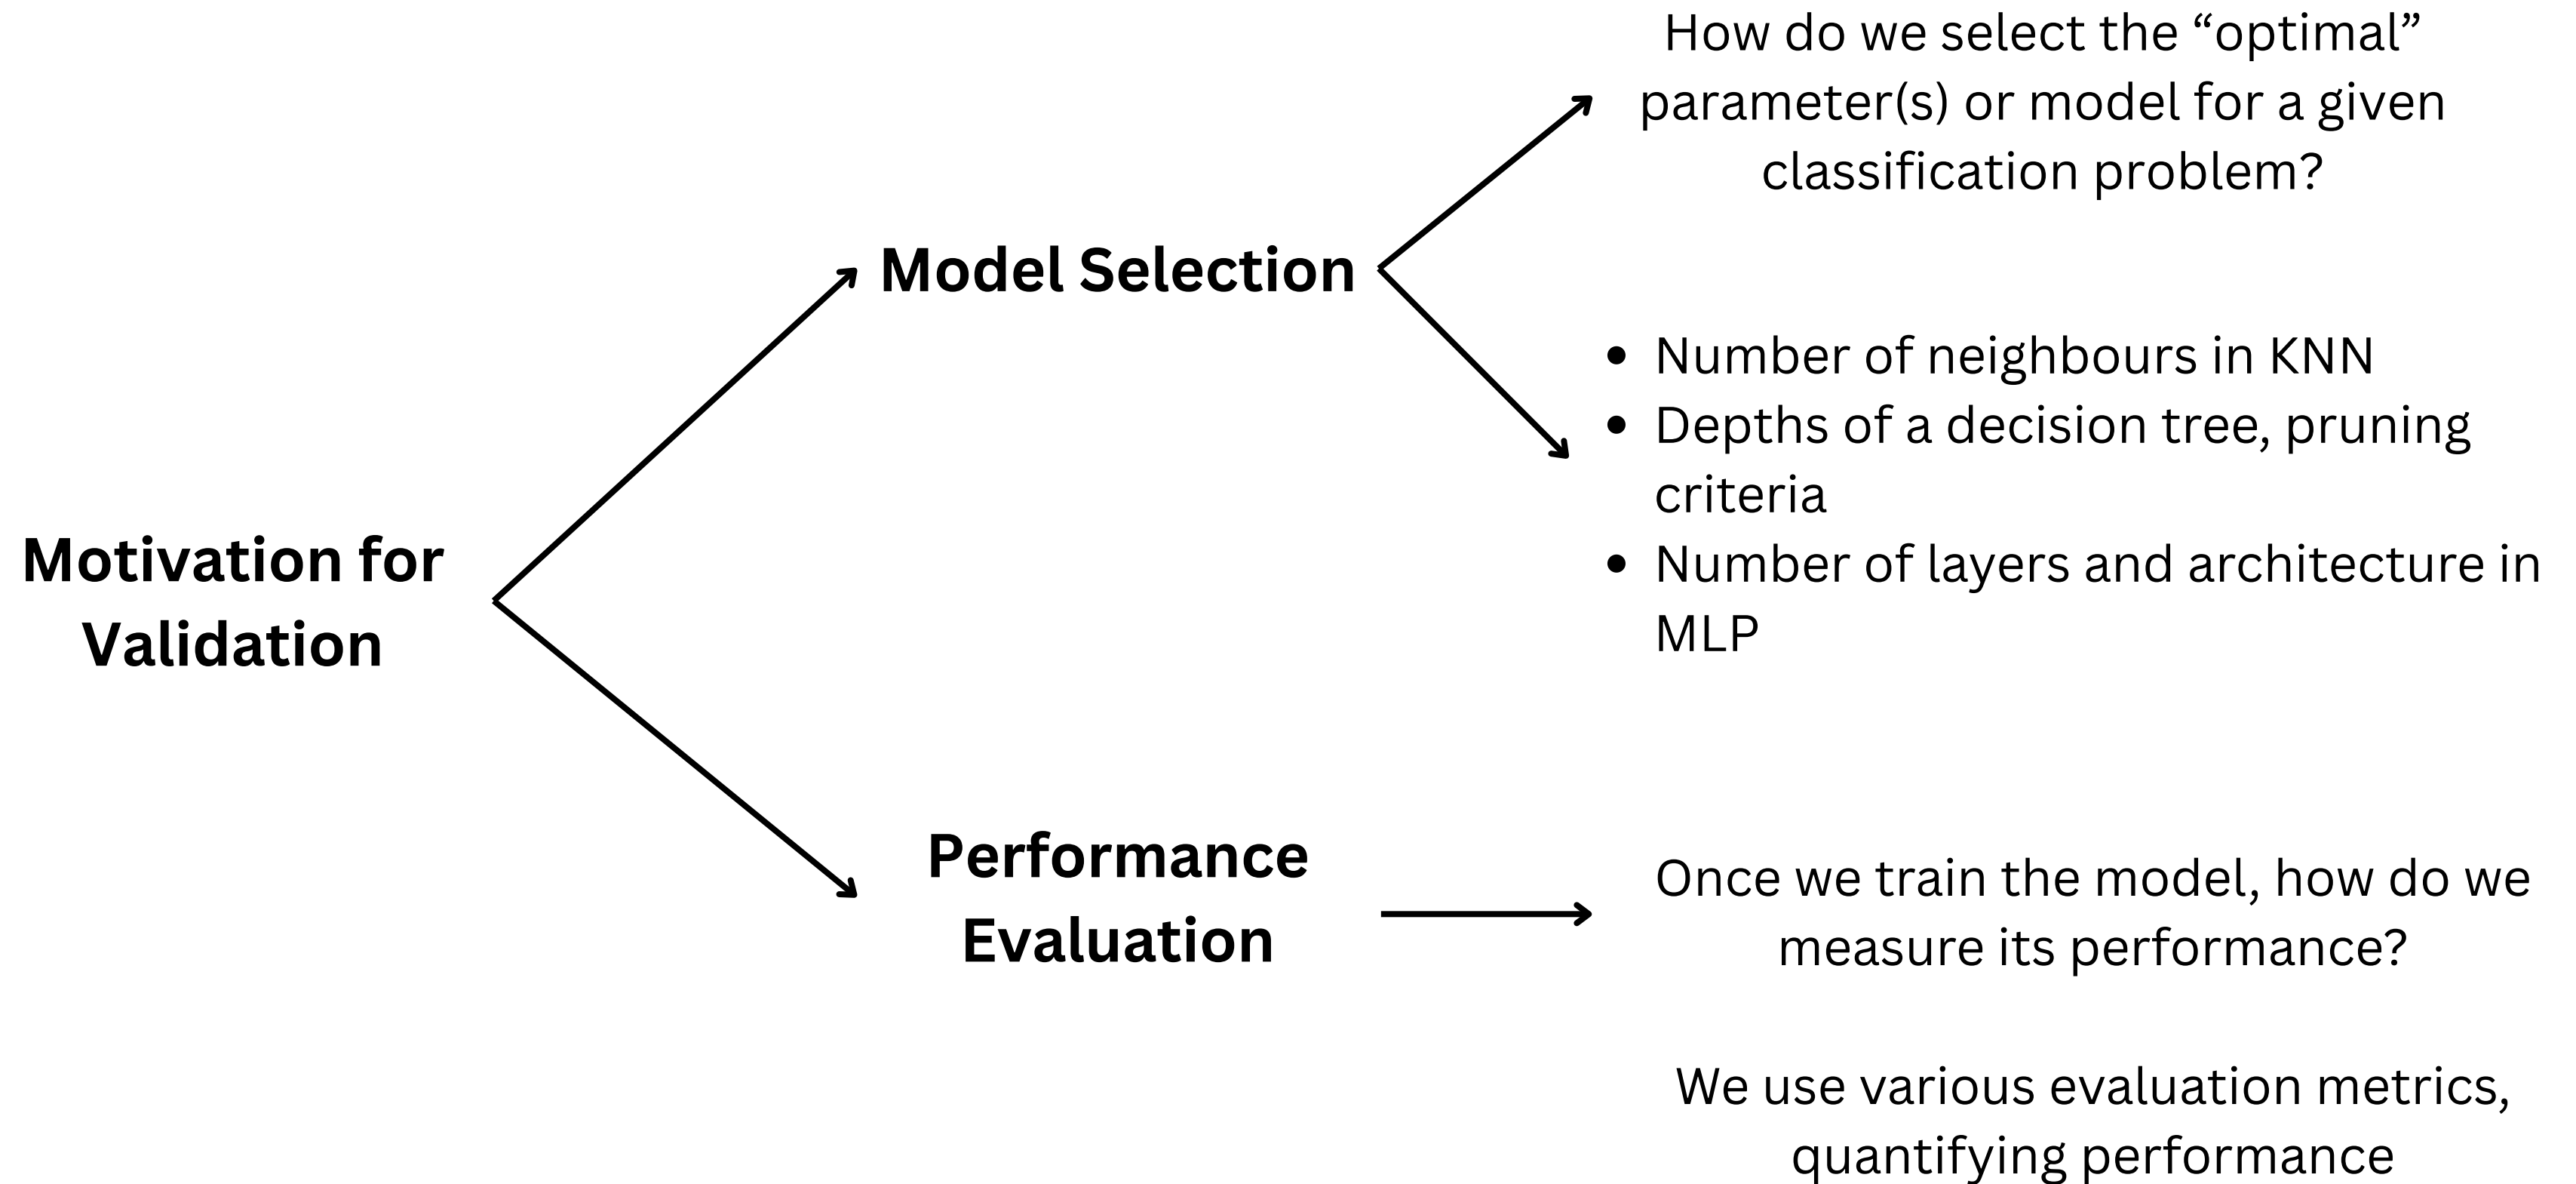 Motivation for
Validation
Model Selection
How do we select the “optimal”
parameter(s) or model for a given
classification problem?
• Number of neighbours in KNN
• Depths of a decision tree, pruning
criteria
• Number of layers and architecture in
MLP
Performance
Evaluation
Once we train the model, how do we
measure its performance?
We use various evaluation metrics,
quantifying performance